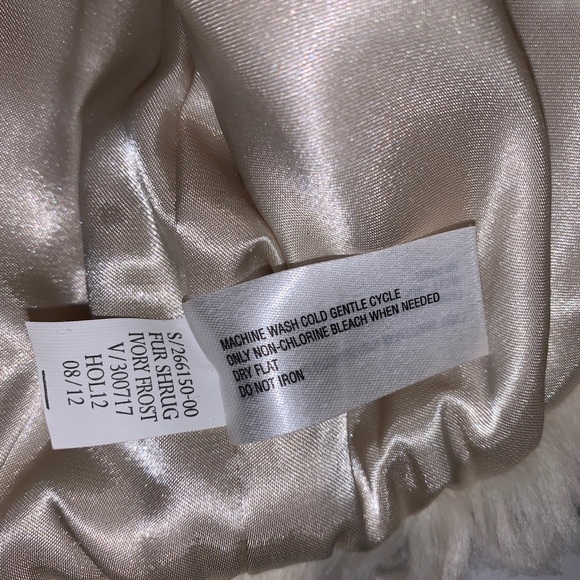 S/266150-00
FUR SHRUG
IVORY FROST
V/300717
HOL12
08/12
MACHINE WASH COLD GENTLE CYCLE
ONLY NON-CHLORINE BLEACH WHEN NEEDED
DRY FLAT
DO NOT IRON